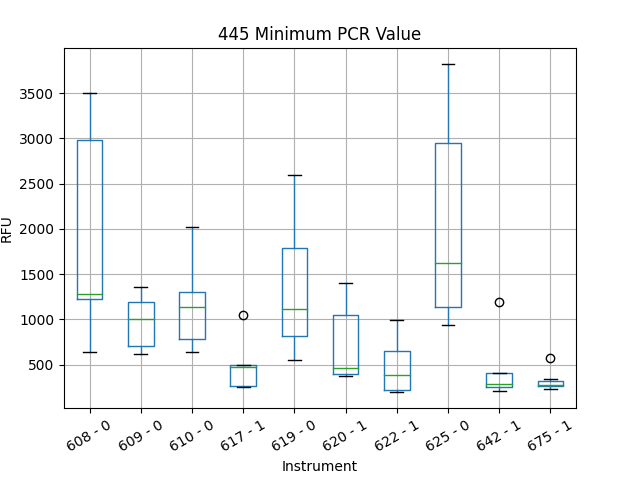 445 Minimum PCR Value
3500
3000
2500
2000
1500
1000
500
RFU
608 - 0
609 - 0
610 - 0
617 - 1
619 - 0
620 - 1
622 - 1
625 - 0
642 - 1
675 - 1
Instrument